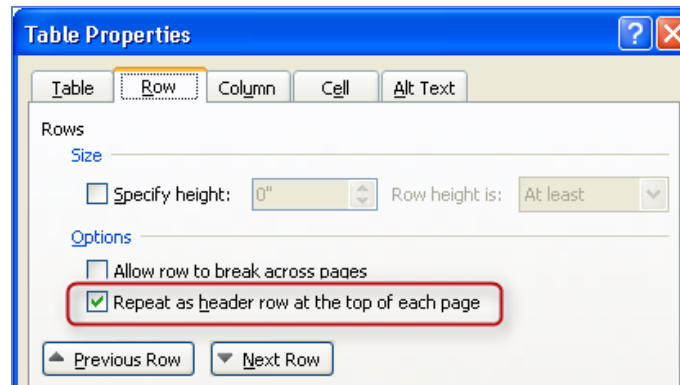 Table Properties
Table Row Column Cell Alt Text
Rows
Size
Specify height: 0" Row height is: At least
Options
Allow row to break across pages
Repeat as header row at the top of each page
Previous Row Next Row